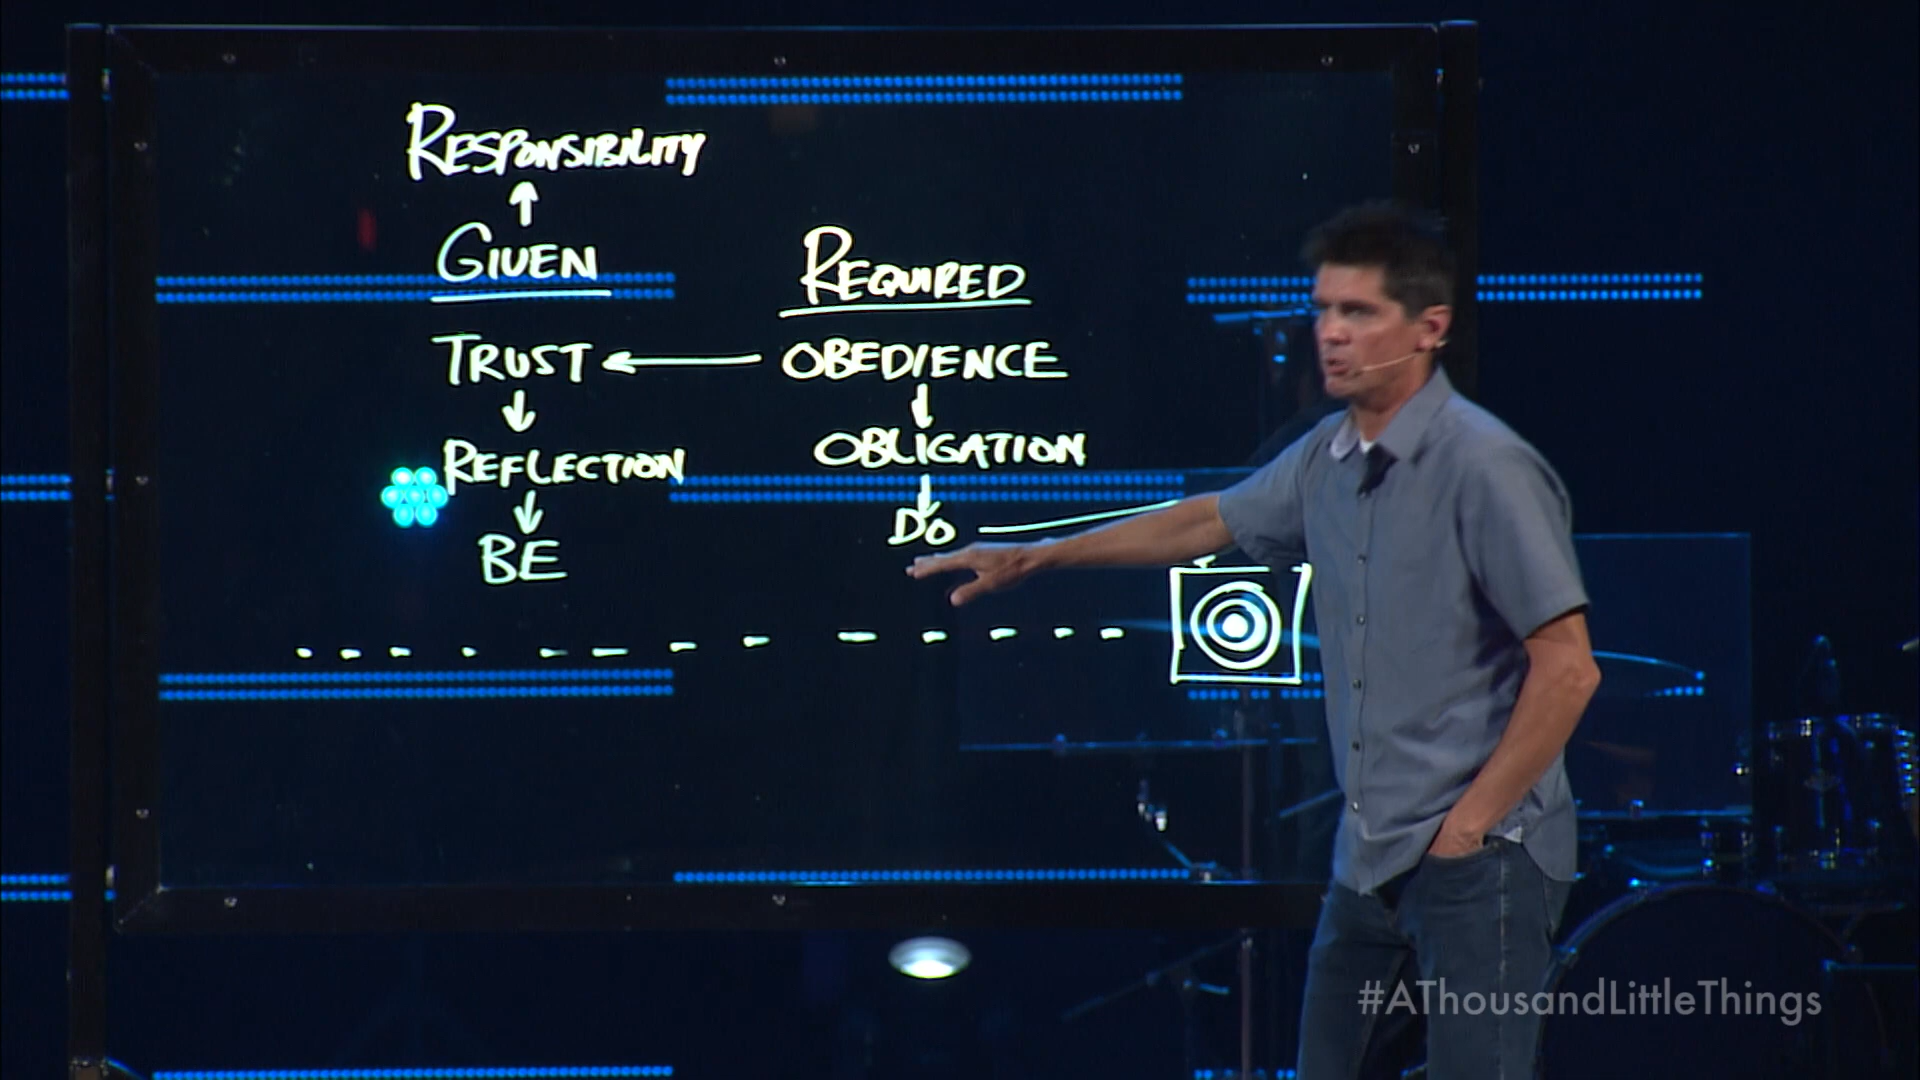 RESPONSIBILITY
GIVEN
REQUIRED
TRUST OBEDIENCE
REFLECTION OBLIGATION
BE DO
#AThousandLittleThings